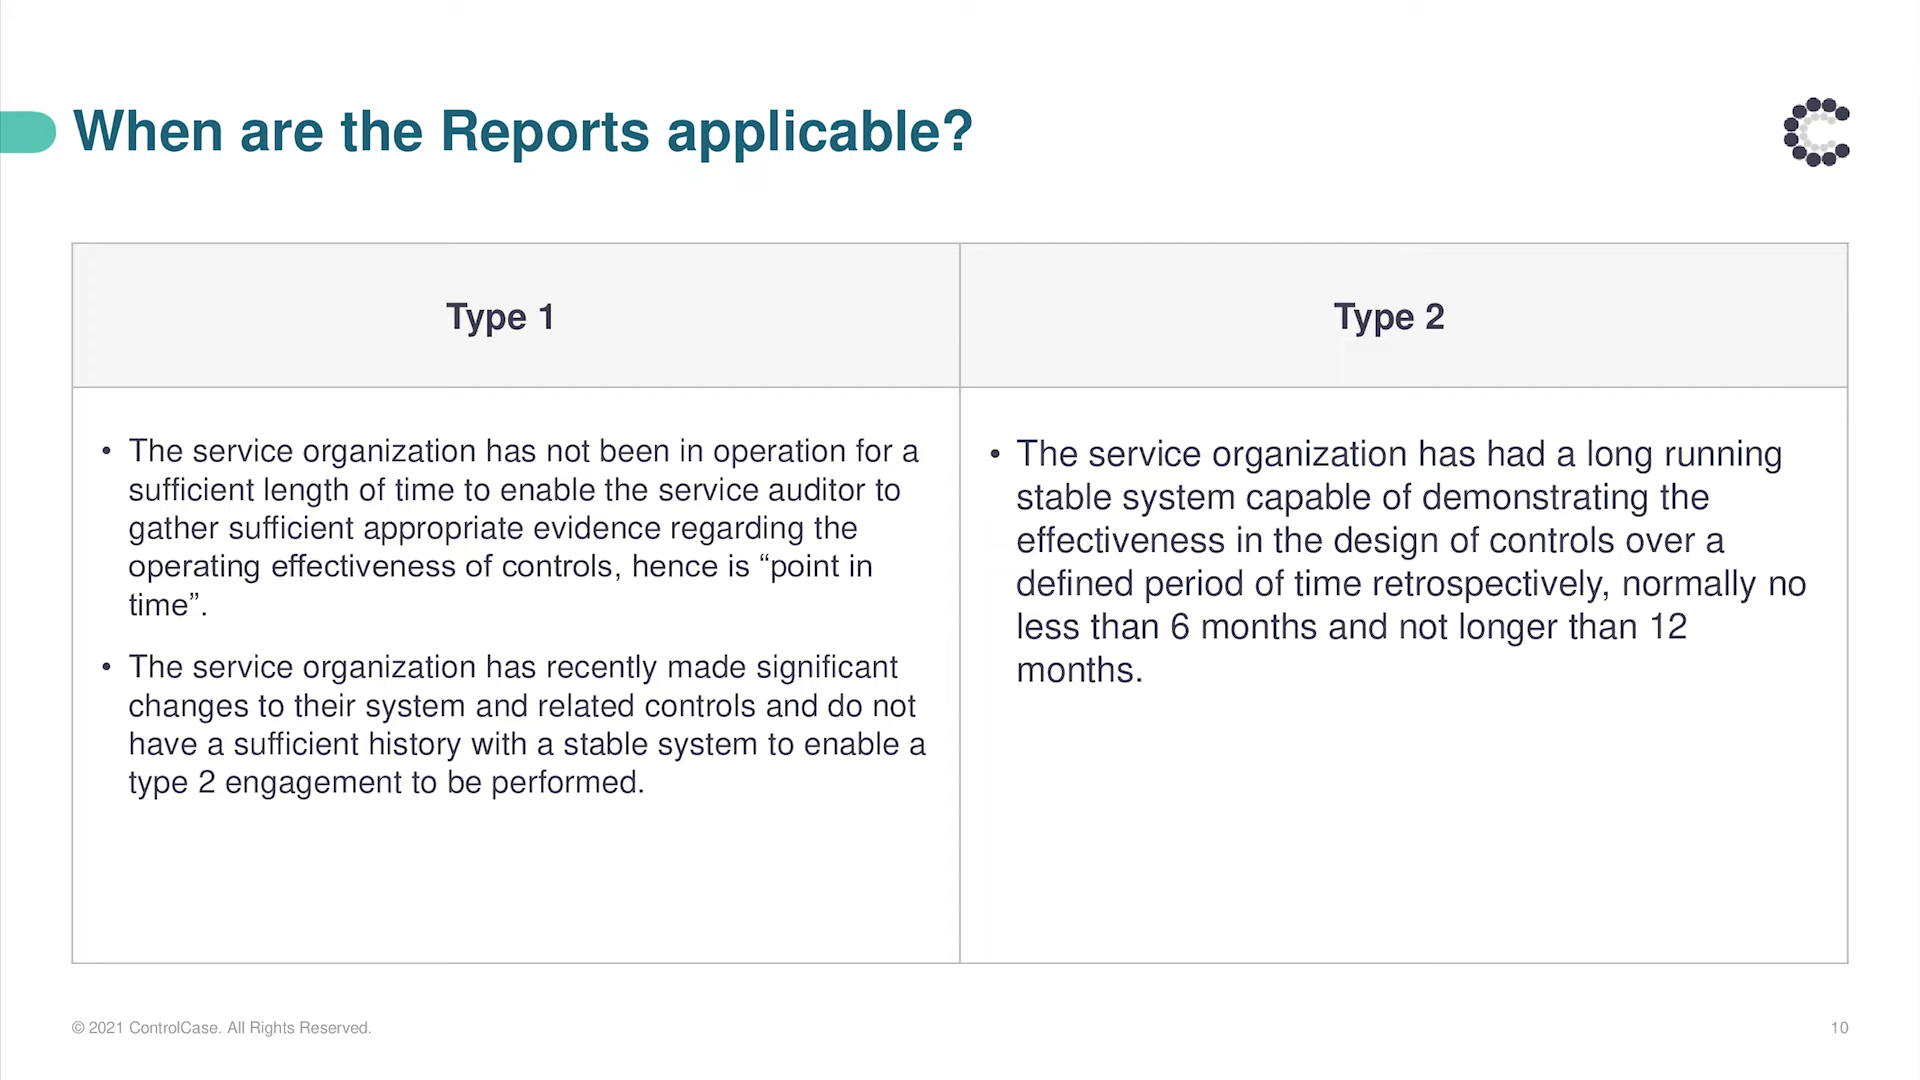 When are the Reports applicable?
Type 1
Type 2
• The service organization has not been in operation for a
sufficient length of time to enable the service auditor to
gather sufficient appropriate evidence regarding the
operating effectiveness of controls, hence is “point in
time”.
• The service organization has recently made significant
changes to their system and related controls and do not
have a sufficient history with a stable system to enable a
type 2 engagement to be performed.
• The service organization has had a long running
stable system capable of demonstrating the
effectiveness in the design of controls over a
defined period of time retrospectively, normally no
less than 6 months and not longer than 12
months.
© 2021 ControlCase. All Rights Reserved.
10